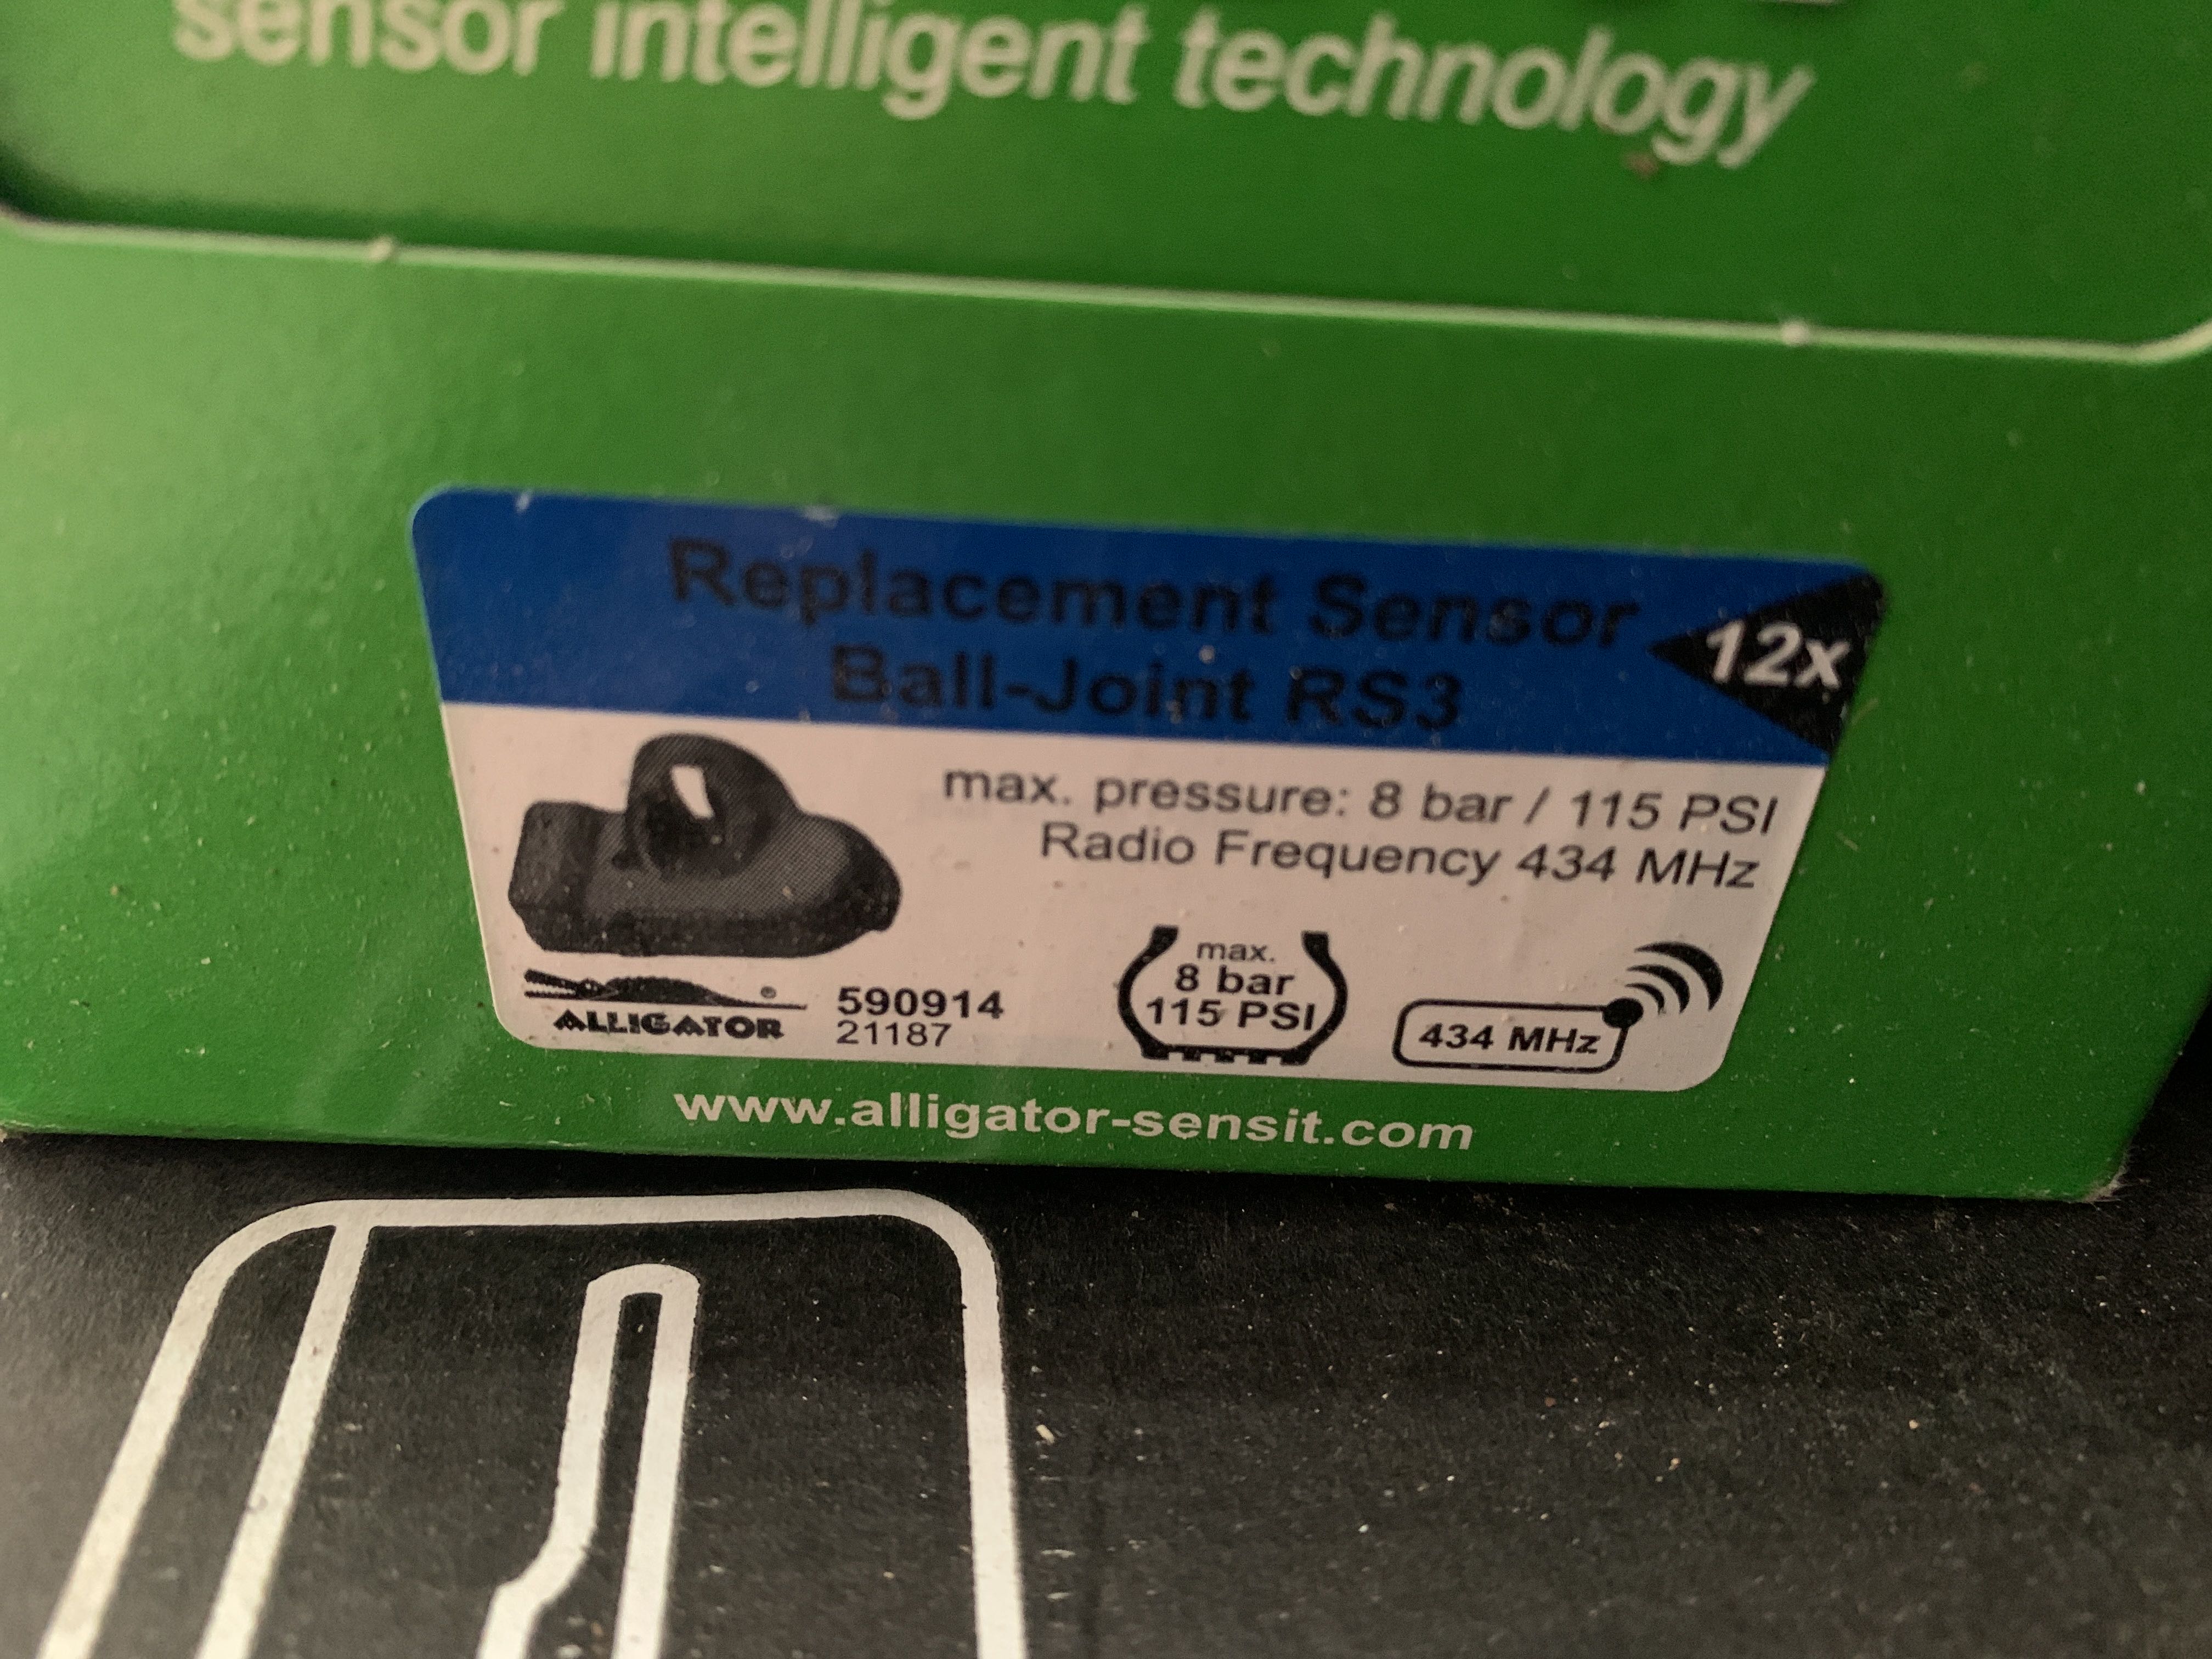 sensor intelligent technology
Replacement Sensor
Ball-Joint RS3
12x
max. pressure: 8 bar / 115 PSI
Radio Frequency 434 MHz
ALLIGATOR ®
590914
21187
max.
8 bar
115 PSI
434 MHz
www.alligator-sensit.com